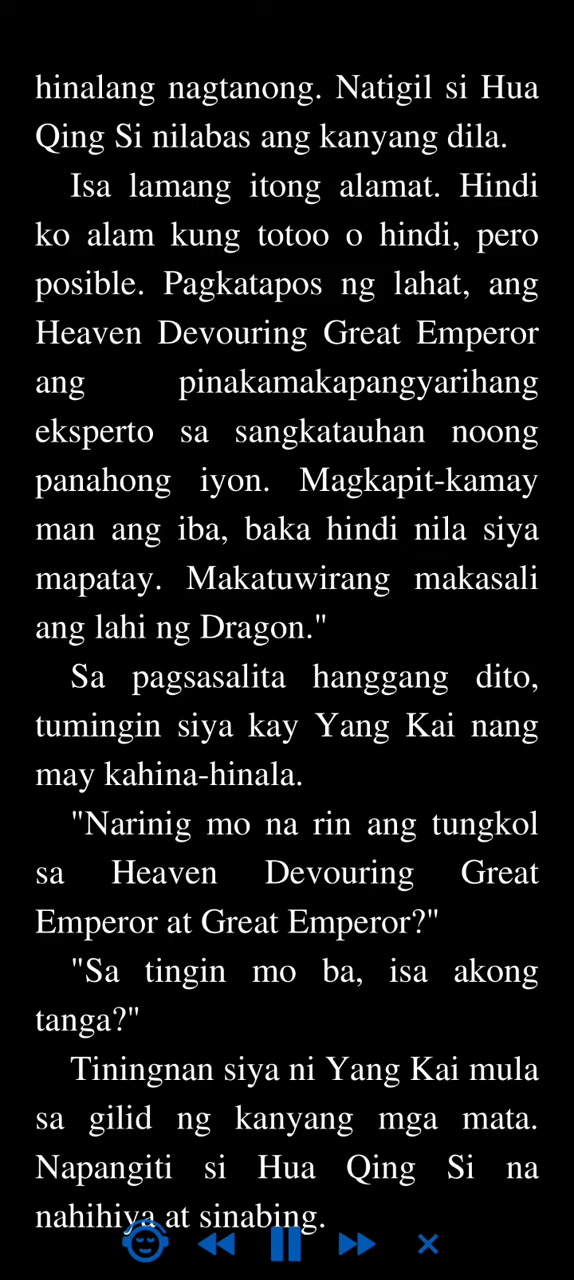 hinalang nagtanong. Natigil si Hua
Qing Si nilabas ang kanyang dila.
Isa lamang itong alamat. Hindi
ko alam kung totoo o hindi, pero
posible. Pagkatapos ng lahat, ang
Heaven Devouring Great Emperor
ang pinakamakapangyarihang
eksperto sa sangkatauhan noong
panahong iyon. Magkapit-kamay
man ang iba, baka hindi nila siya
mapatay. Makatuwirang makasali
ang lahi ng Dragon."
Sa pagsasalita hanggang dito,
tumingin siya kay Yang Kai nang
may kahina-hinala.
"Narinig mo na rin ang tungkol
sa Heaven Devouring Great
Emperor at Great Emperor?"
"Sa tingin mo ba, isa akong
tanga?"
Tiningnan siya ni Yang Kai mula
sa gilid ng kanyang mga mata.
Napangiti si Hua Qing Si na
nahihiya at sinabing.